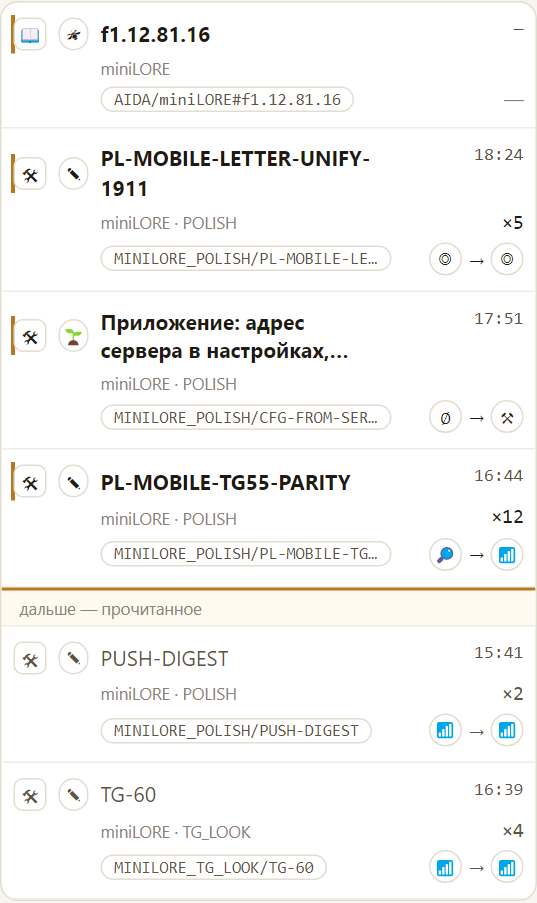 f1.12.81.16 –
miniLORE
AIDA/miniLORE#f1.12.81.16 —
PL-MOBILE-LETTER-UNIFY- 18:24
1911
miniLORE · POLISH ×5
MINILORE_POLISH/PL-MOBILE-LE… ◎ → ◎
Приложение: адрес 17:51
сервера в настройках,…
miniLORE · POLISH
MINILORE_POLISH/CFG-FROM-SER… Ø → ⚒
PL-MOBILE-TG55-PARITY 16:44
miniLORE · POLISH ×12
MINILORE_POLISH/PL-MOBILE-TG… →
дальше — прочитанное
PUSH-DIGEST 15:41
miniLORE · POLISH ×2
MINILORE_POLISH/PUSH-DIGEST →
TG-60 16:39
miniLORE · TG_LOOK ×4
MINILORE_TG_LOOK/TG-60 →